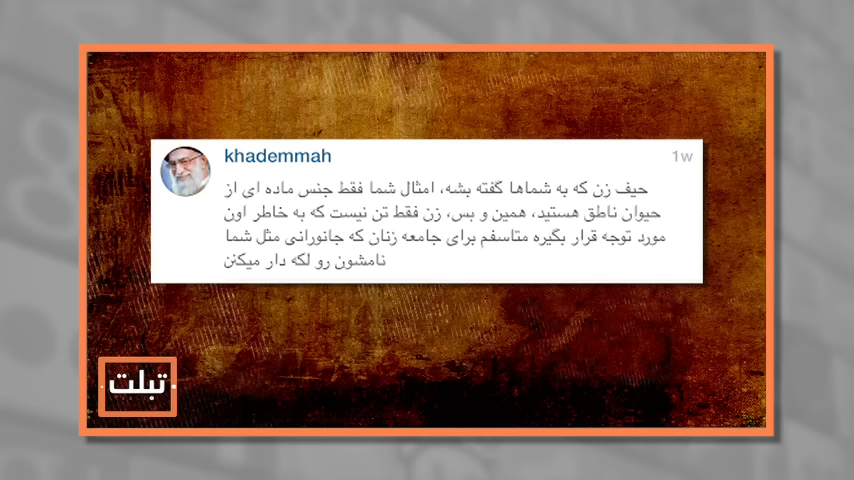 khademmah
1w
حیف زن که به شماها گفته بشه، امثال شما فقط جنس ماده ای از
حیوان ناطق هستید، همین و بس، زن فقط تن نیست که به خاطر اون
مورد توجه قرار بگیره متاسفم برای جامعه زنان که جانورانی مثل شما
نامشون رو لکه دار میکنن
تبلت